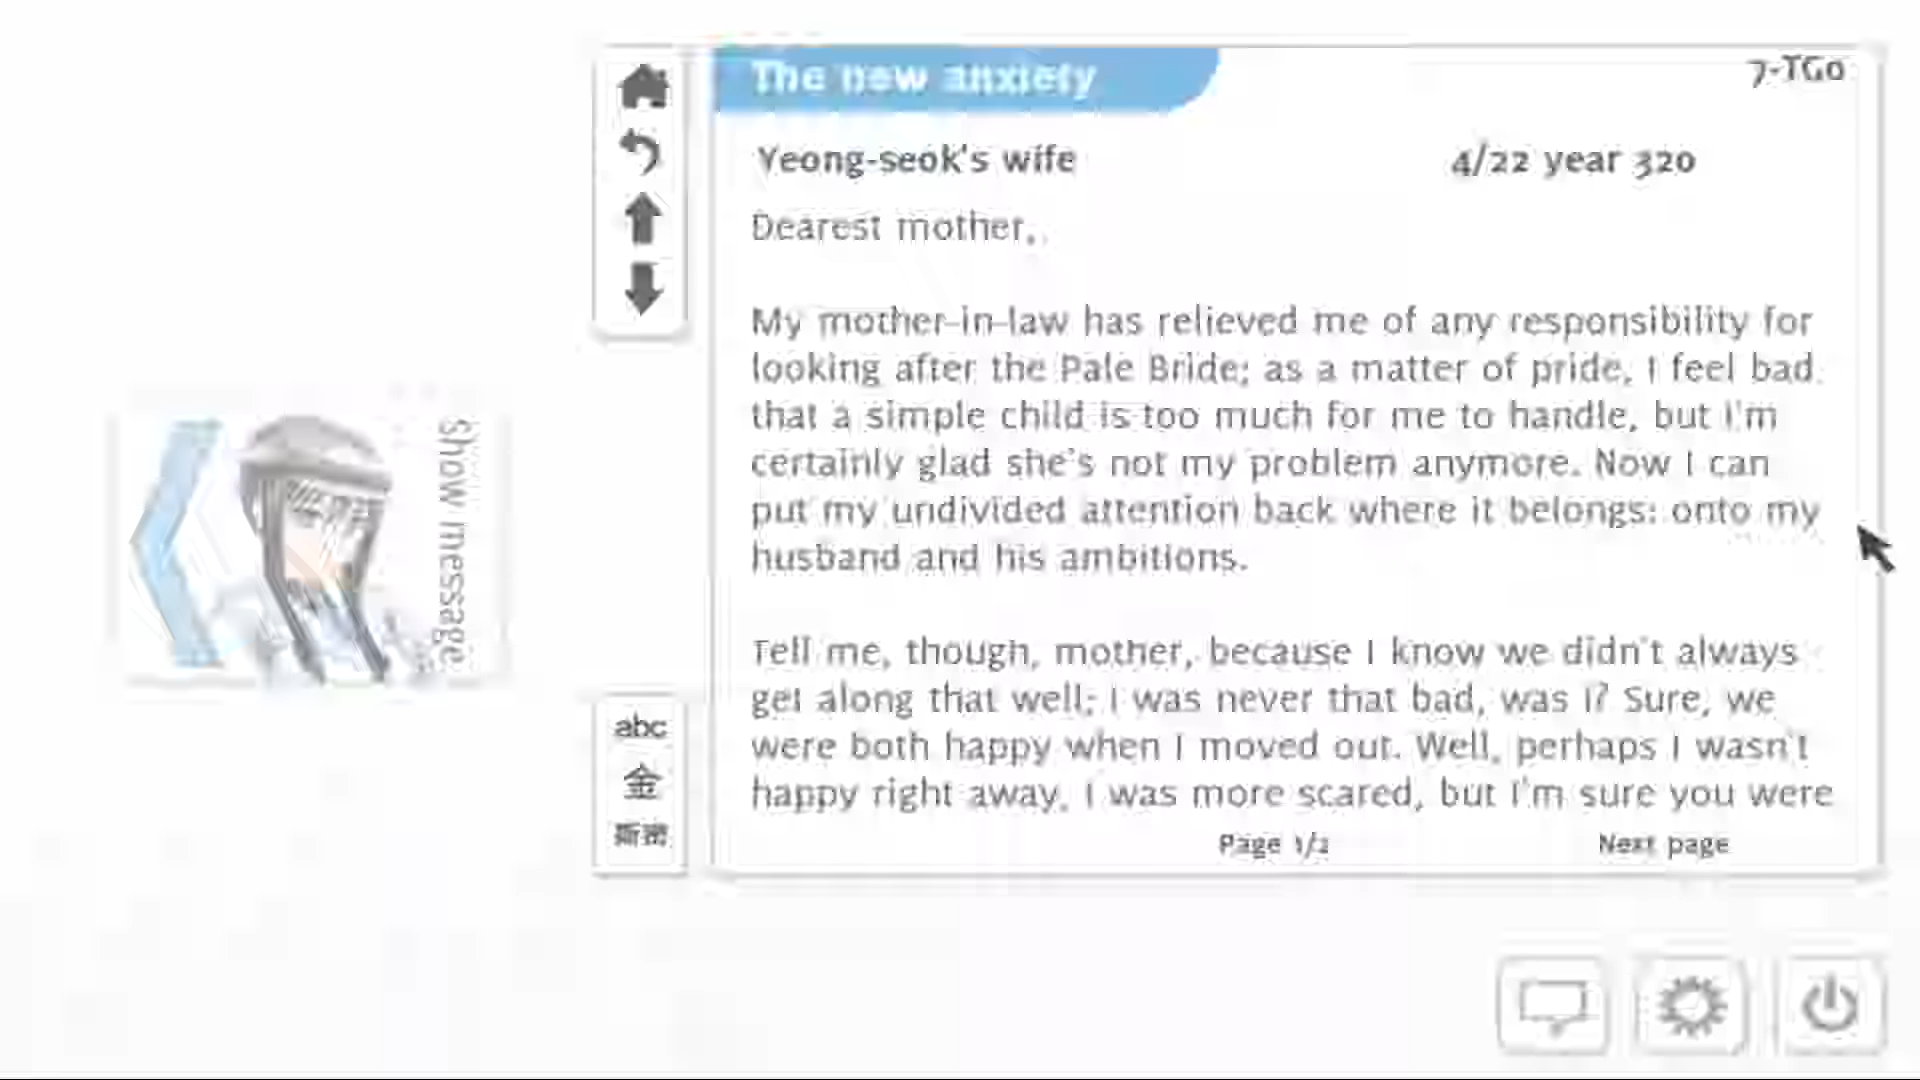 The new anxiety
7-TG0
Yeong-seok's wife
4/22 year 320
Dearest mother,
My mother-in-law has relieved me of any responsibility for
looking after the Pale Bride; as a matter of pride, I feel bad
that a simple child is too much for me to handle, but I'm
certainly glad she's not my problem anymore. Now I can
put my undivided attention back where it belongs: onto my
husband and his ambitions.
Tell me, though, mother, because I know we didn't always
get along that well; I was never that bad, was I? Sure, we
were both happy when I moved out. Well, perhaps I wasn't
happy right away, I was more scared, but I'm sure you were
Page 1/2
Next page
show message
abc
金